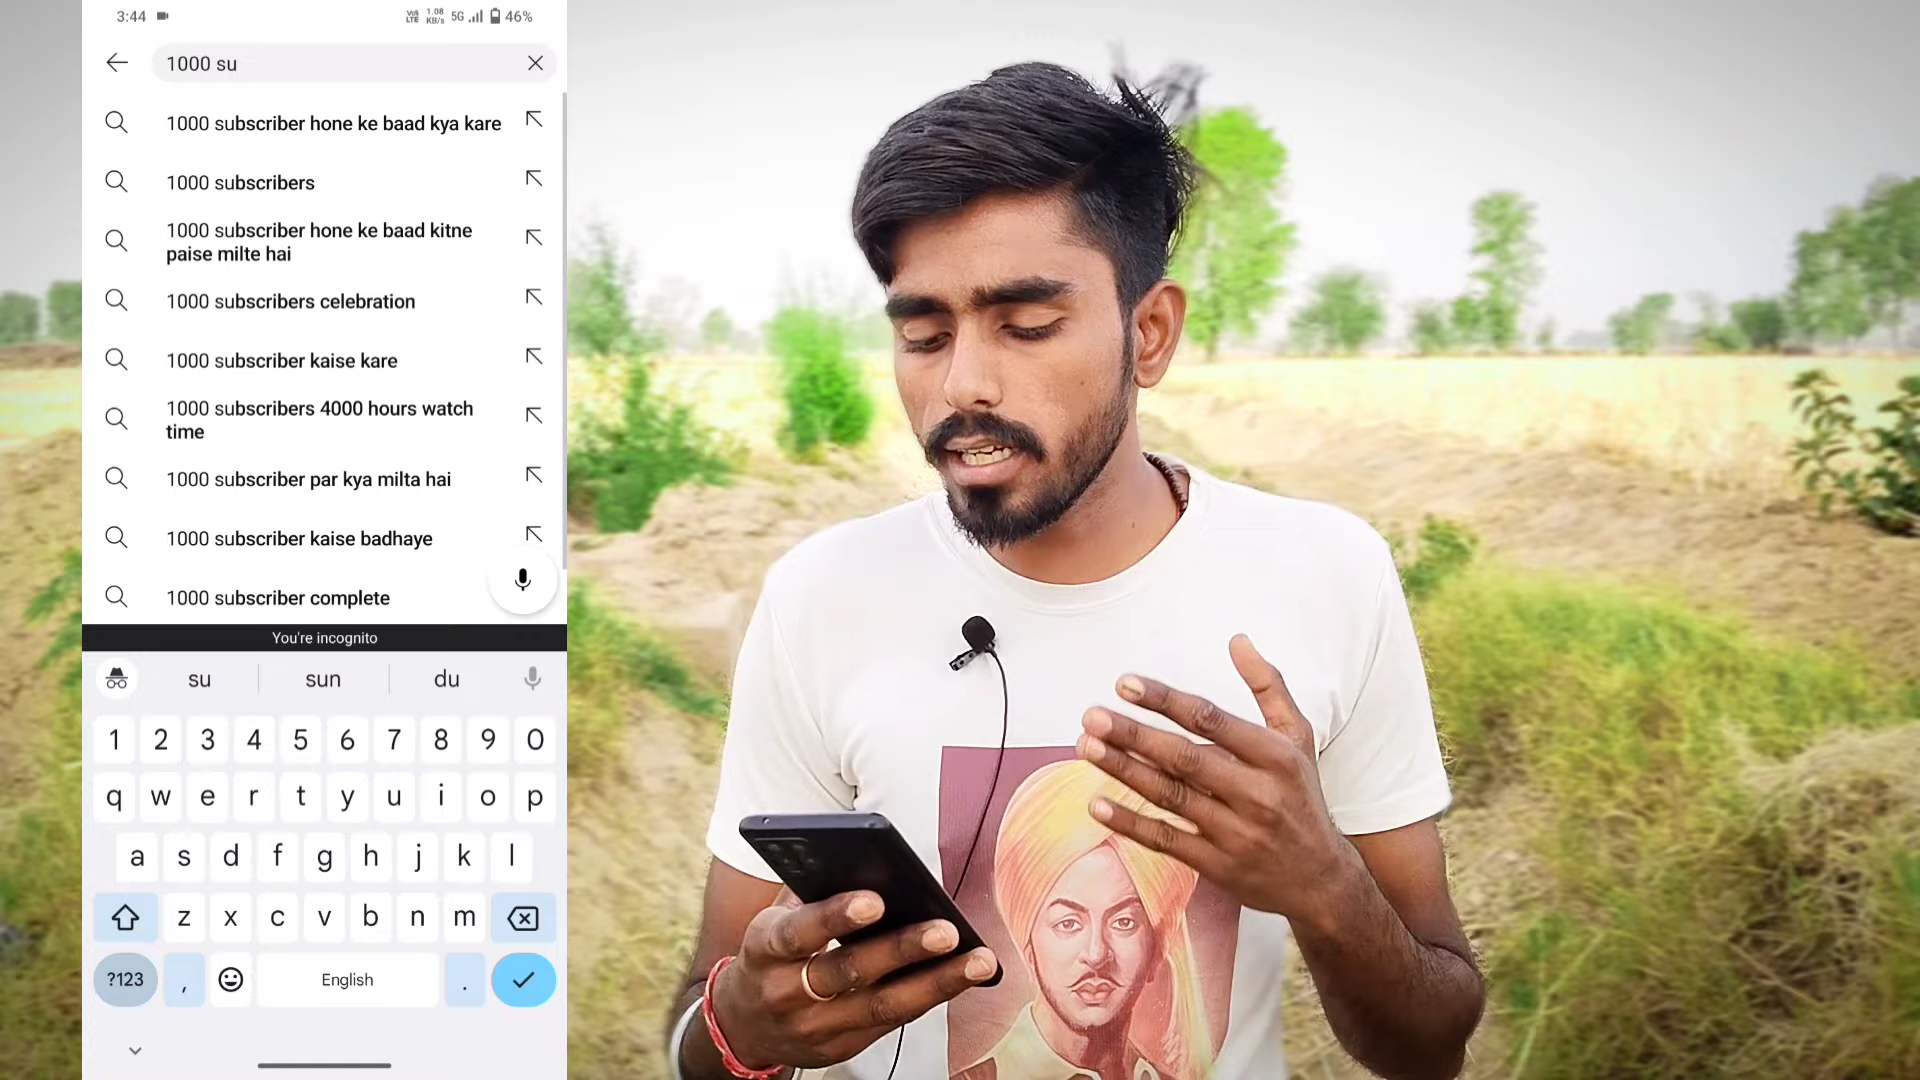 3:44
Vo
LTE
1.08
KB/s
5G
46%
1000 su
1000 subscriber hone ke baad kya kare
1000 subscribers
1000 subscriber hone ke baad kitne
paise milte hai
1000 subscribers celebration
1000 subscriber kaise kare
1000 subscribers 4000 hours watch
time
1000 subscriber par kya milta hai
1000 subscriber kaise badhaye
1000 subscriber complete
You're incognito
su sun du
1 2 3 4 5 6 7 8 9 0
q w e r t y u i o p
a s d f g h j k l
z x c v b n m
?123 , English .